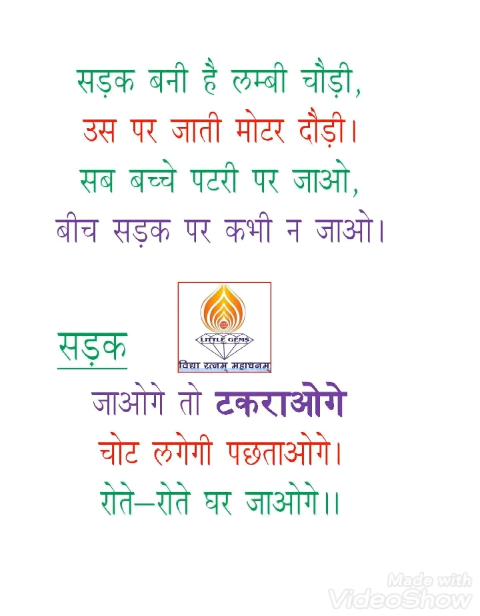 सड़क बनी है लम्बी चौड़ी,
उस पर जाती मोटर दौड़ी।
सब बच्चे पटरी पर जाओ,
बीच सड़क पर कभी न जाओ।
LITTLE GEMS
विद्या रत्नम् महाधनम्
सड़क
जाओगे तो टकराओगे
चोट लगेगी पछताओगे।
रोते–रोते घर जाओगे।।
Made with
VideoShow